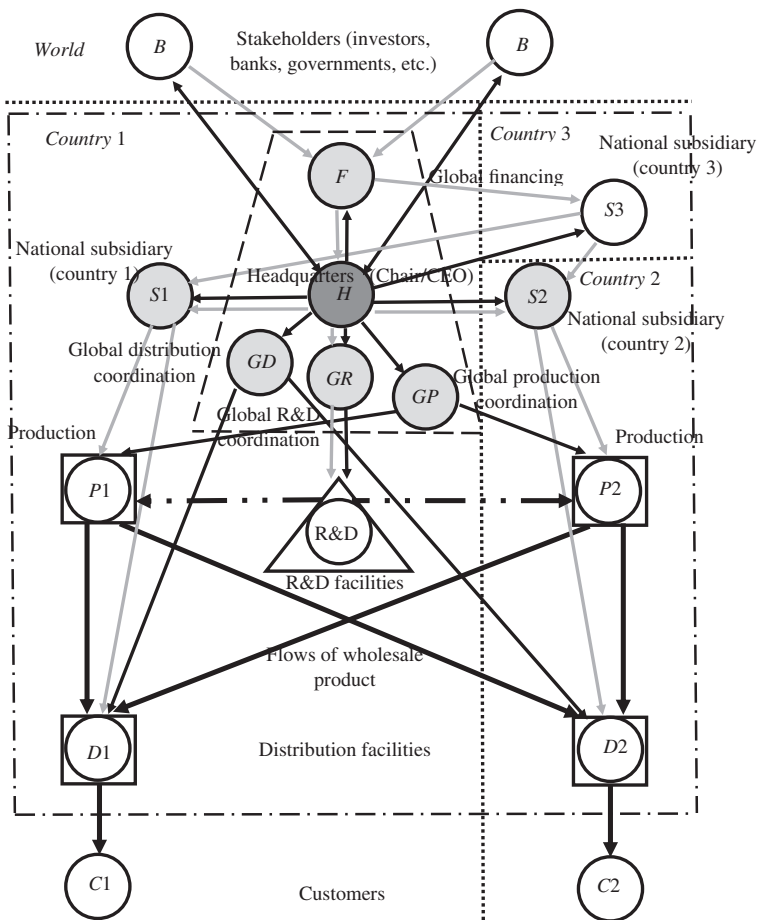 World
B
Stakeholders (investors,
banks, governments, etc.)
B
Country 1
Country 3
National subsidiary
(country 3)
F
Global financing
S3
National subsidiary
(country 1)
S1
Headquarters (Chair/CEO)
H
S2
Country 2
National subsidiary
(country 2)
Global distribution
coordination
GD
GR
GP
Global production
coordination
Global R&D
coordination
Production
Production
P1
P2
R&D
R&D facilities
Flows of wholesale
product
D1
Distribution facilities
D2
C1
Customers
C2